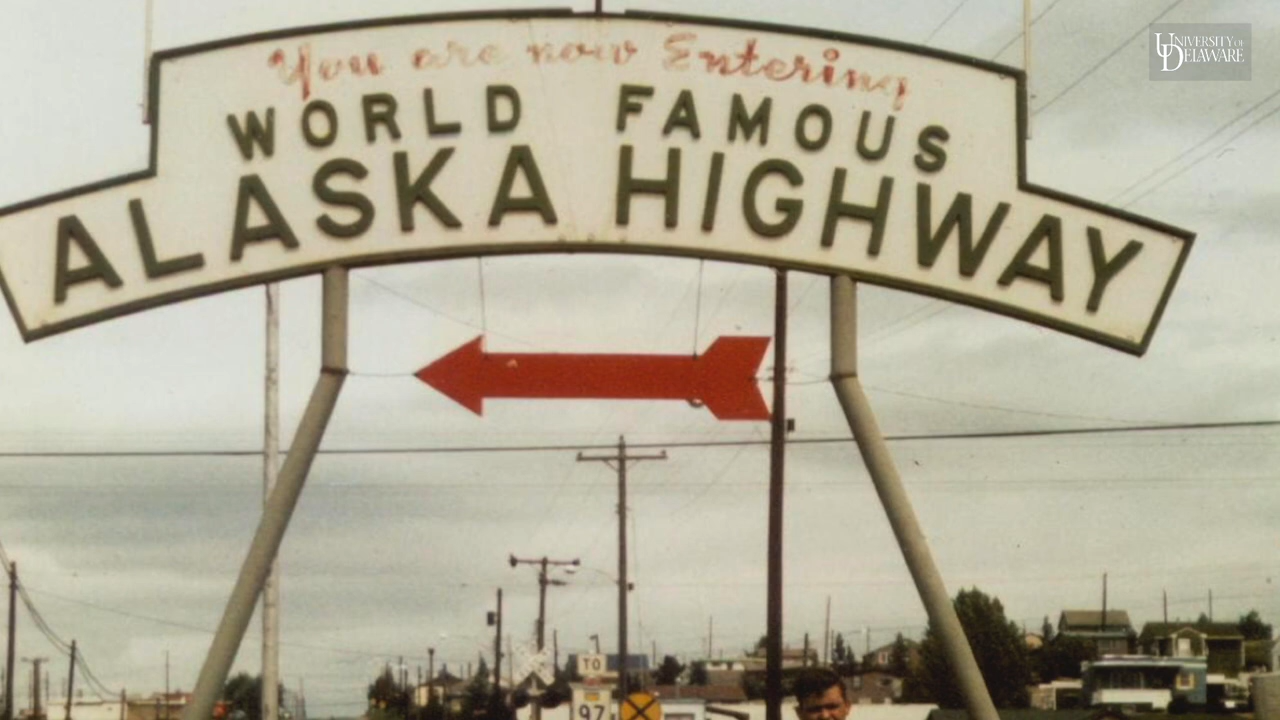 You are now Entering
WORLD FAMOUS
ALASKA HIGHWAY
UNIVERSITY OF
DELAWARE
TO
97